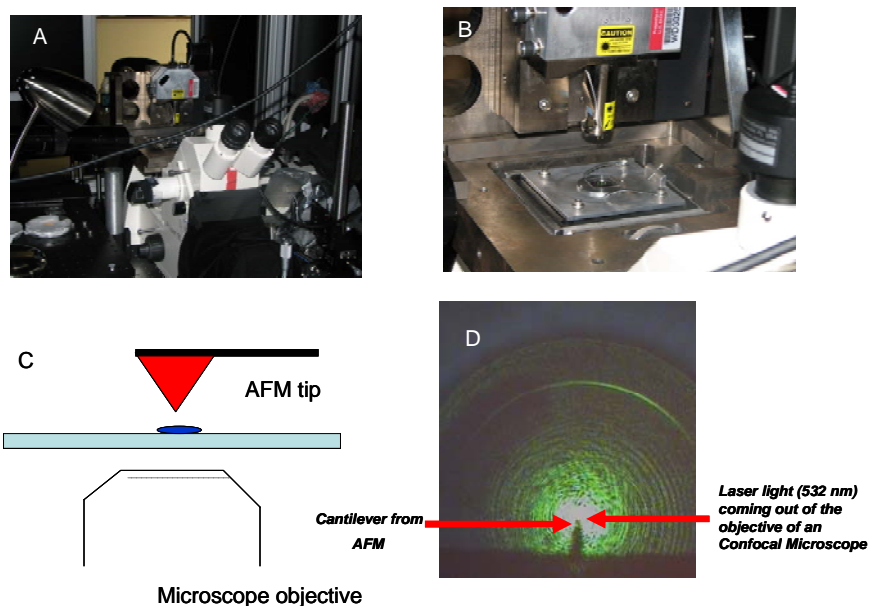 A
B
CAUTION
C
AFM tip
Microscope objective
D
Cantilever from
AFM
Laser light (532 nm)
coming out of the
objective of an
Confocal Microscope